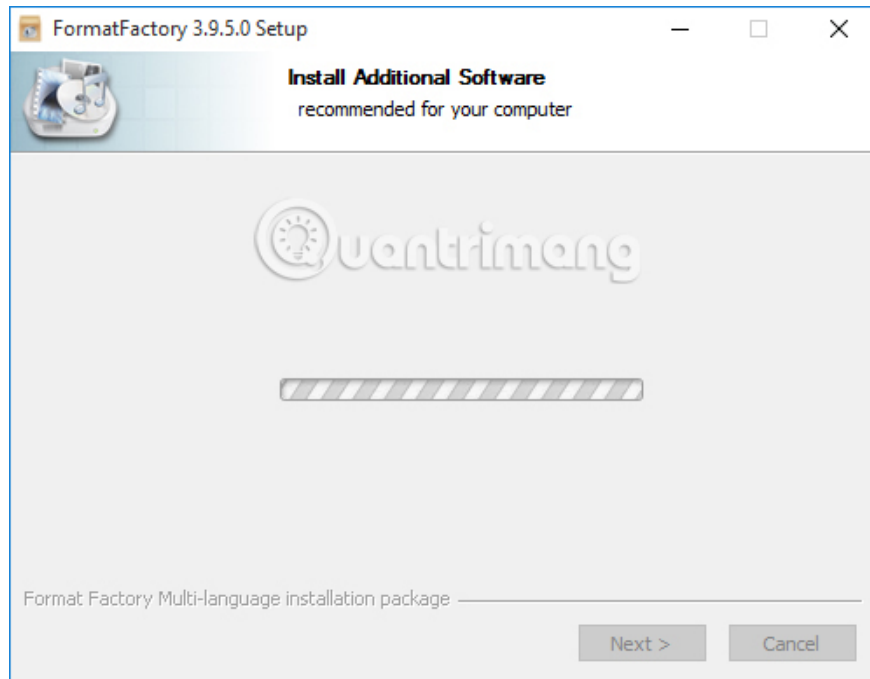 FormatFactory 3.9.5.0 Setup
Install Additional Software
recommended for your computer
Quantrimang
Format Factory Multi-language installation package
Next >
Cancel